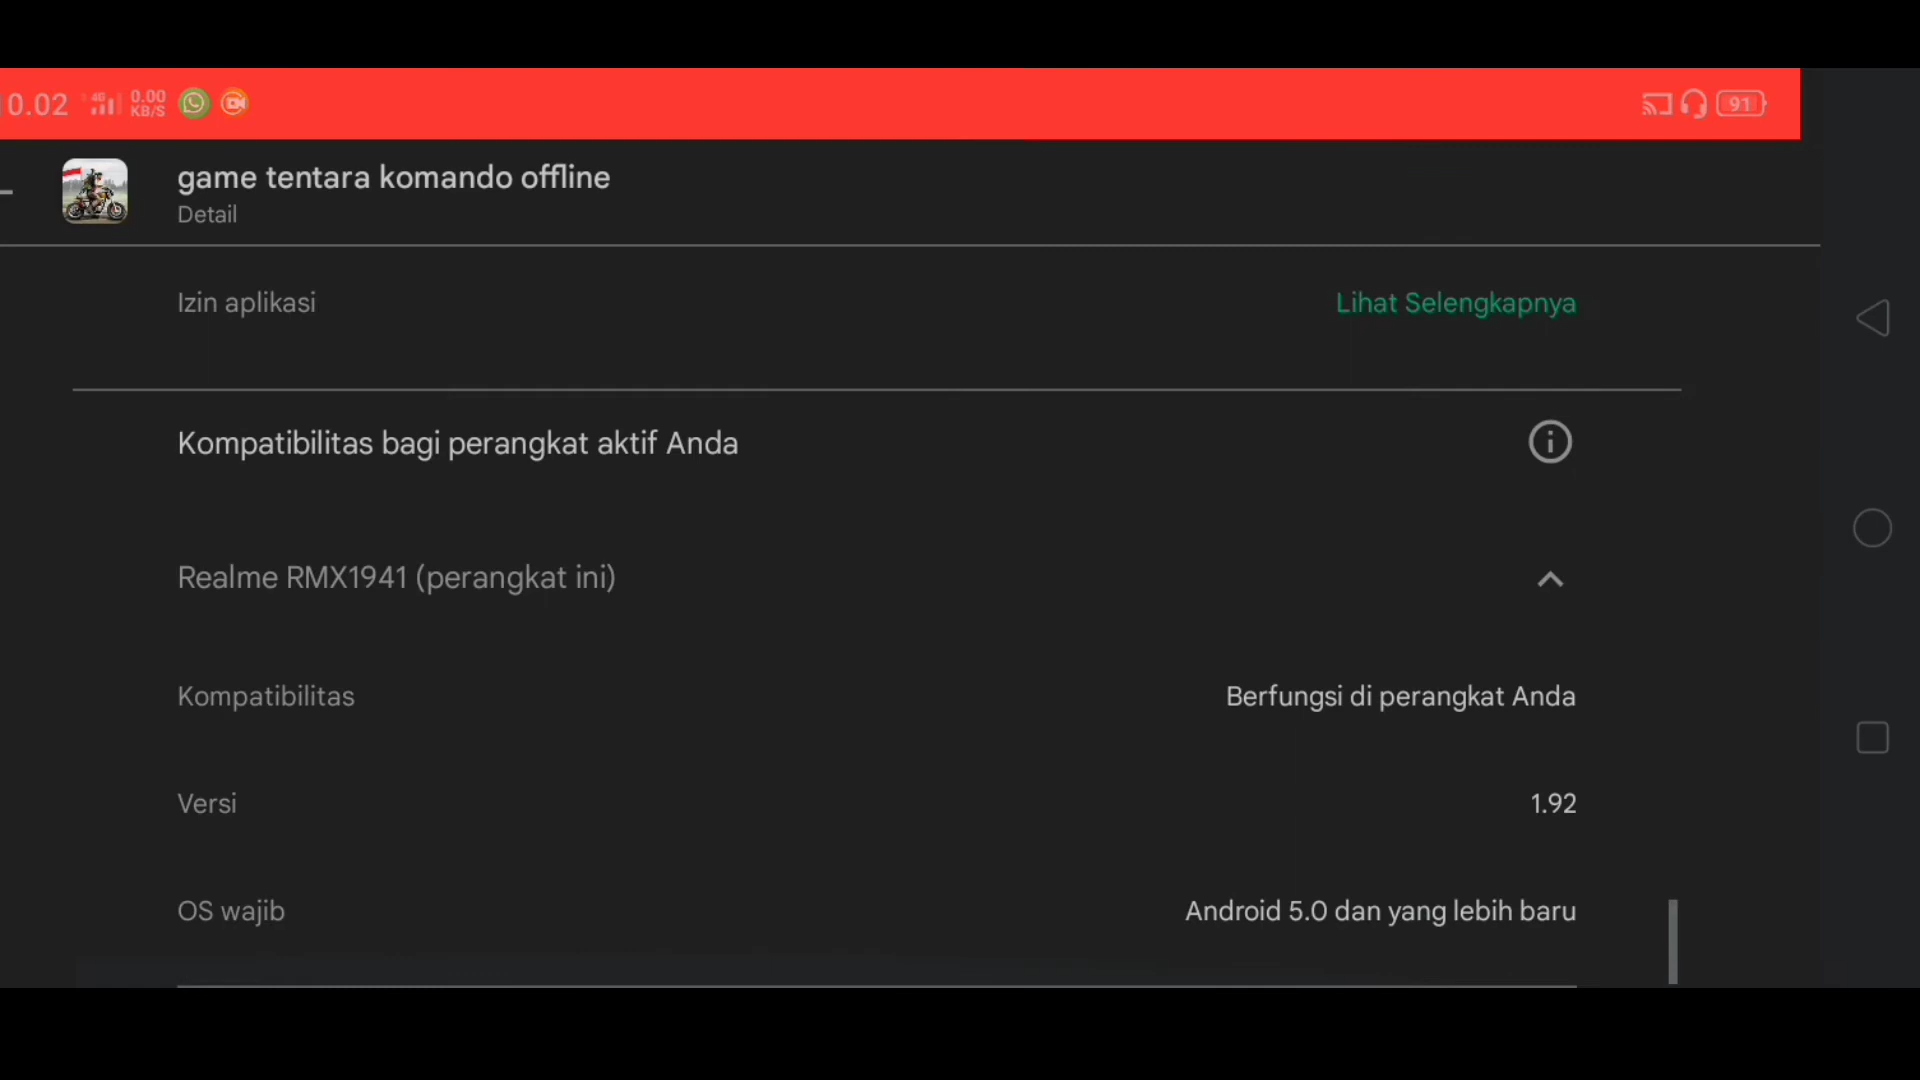 0.02 4G 0.00 KB/S 91
game tentara komando offline
Detail
Izin aplikasi Lihat Selengkapnya
Kompatibilitas bagi perangkat aktif Anda
Realme RMX1941 (perangkat ini)
Kompatibilitas Berfungsi di perangkat Anda
Versi 1.92
OS wajib Android 5.0 dan yang lebih baru